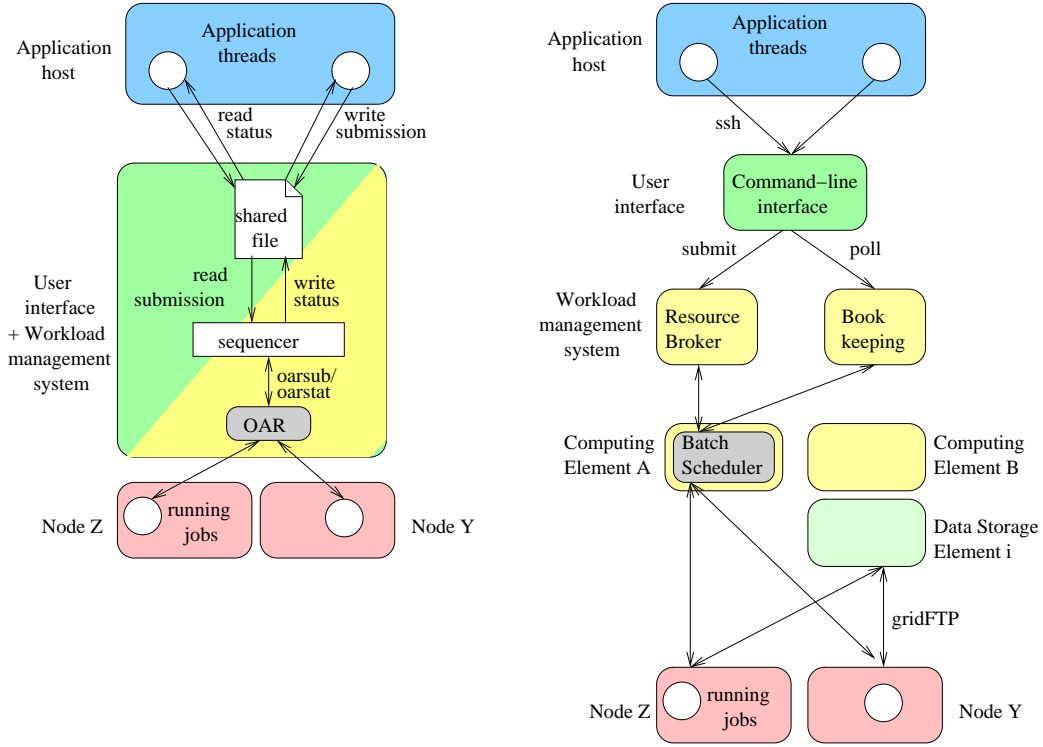 Application
host
Application
threads
read
status
write
submission
shared
file
User
interface
+ Workload
management
system
read
submission
write
status
sequencer
oarsub/
oarstat
OAR
Node Z
running
jobs
Node Y
Application
host
Application
threads
ssh
User
interface
Command−line
interface
submit
poll
Workload
management
system
Resource
Broker
Book
keeping
Computing
Element A
Batch
Scheduler
Computing
Element B
Data Storage
Element i
gridFTP
Node Z
running
jobs
Node Y